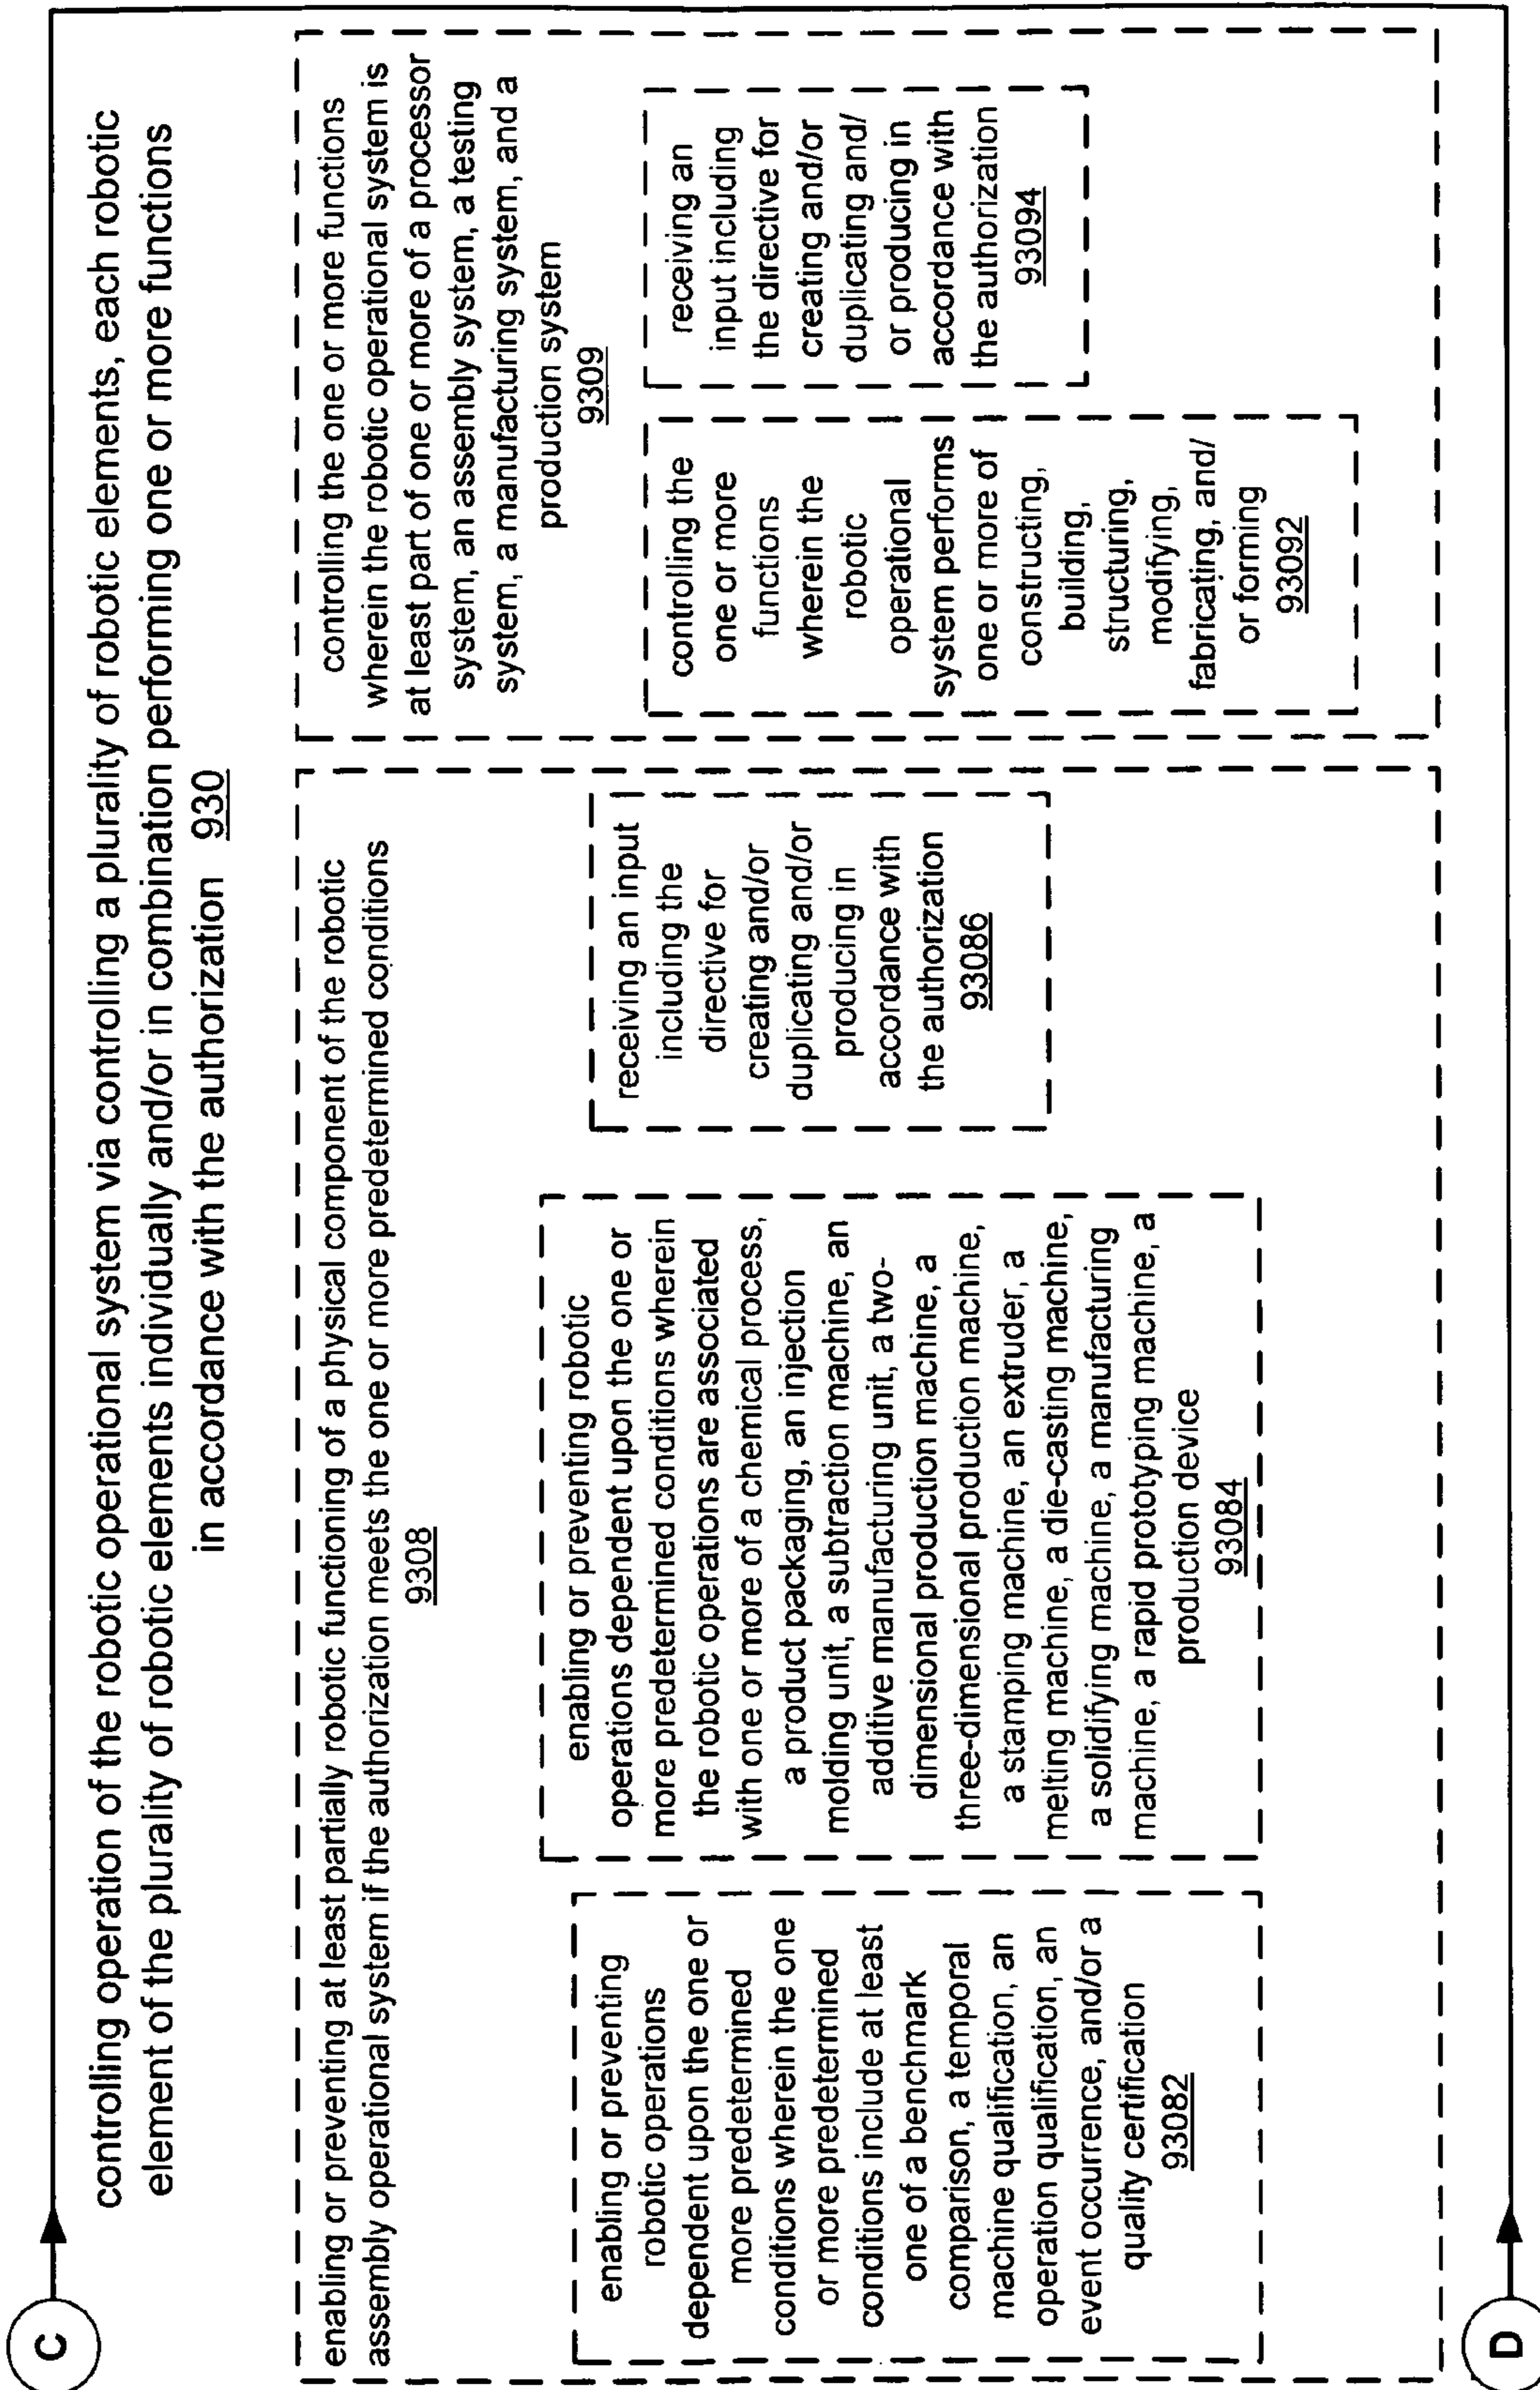 C
controlling operation of the robotic operational system via controlling a plurality of robotic elements, each robotic
element of the plurality of robotic elements individually and/or in combination performing one or more functions
in accordance with the authorization 930
enabling or preventing at least partially robotic functioning of a physical component of the robotic
assembly operational system if the authorization meets the one or more predetermined conditions
9308
enabling or preventing
robotic operations
dependent upon the one or
more predetermined
conditions wherein the one
or more predetermined
conditions include at least
one of a benchmark
comparison, a temporal
machine qualification, an
operation qualification, an
event occurrence, and/or a
quality certification
93082
enabling or preventing robotic
operations dependent upon the one or
more predetermined conditions wherein
the robotic operations are associated
with one or more of a chemical process,
a product packaging, an injection
molding unit, a subtraction machine, an
additive manufacturing unit, a two-
dimensional production machine, a
three-dimensional production machine,
a stamping machine, an extruder, a
melting machine, a die-casting machine,
a solidifying machine, a manufacturing
machine, a rapid prototyping machine, a
production device
93084
receiving an input
including the
directive for
creating and/or
duplicating and/or
producing in
accordance with
the authorization
93086
controlling the one or more functions
wherein the robotic operational system is
at least part of one or more of a processor
system, an assembly system, a testing
system, a manufacturing system, and a
production system
9309
controlling the
one or more
functions
wherein the
robotic
operational
system performs
one or more of
constructing,
building,
structuring,
modifying,
fabricating, and/
or forming
93092
receiving an
input including
the directive for
creating and/or
duplicating and/
or producing in
accordance with
the authorization
93094
D